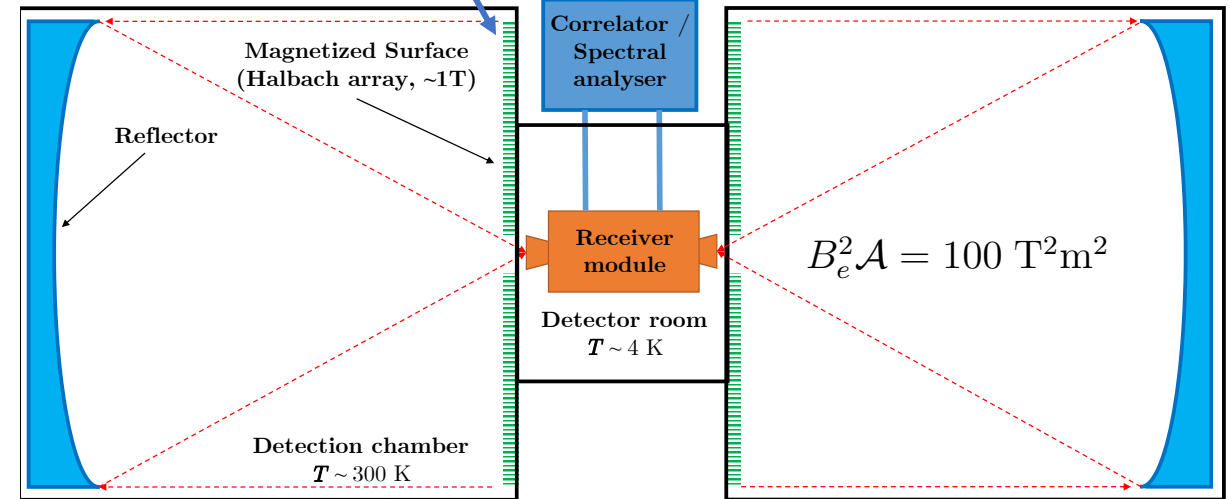 Correlator /
Spectral
analyser
Magnetized Surface
(Halbach array, ~1T)
Reflector
Receiver
module
B_e^2 𝒜 = 100 T^2m^2
Detector room
T ~ 4 K
Detection chamber
T ~ 300 K